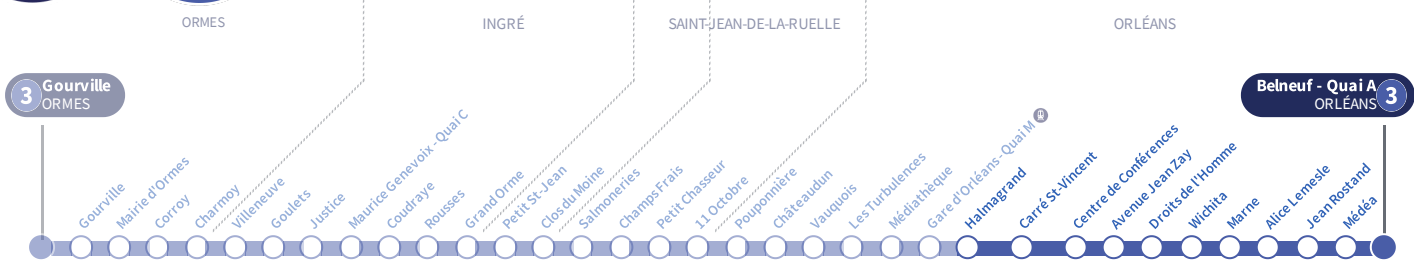 ORMES
INGRÉ
SAINT-JEAN-DE-LA-RUELLE
ORLÉANS
3
Gourville
ORMES
Belneuf - Quai A
ORLÉANS
3
Gourville
Mairie d'Ormes
Corroy
Charmoy
Villeneuve
Goulets
Justice
Maurice Genevoix - Quai C
Coudraye
Rousses
Grand Orme
Petit St-Jean
Clos du Moine
Salmoneries
Champs Frais
Petit Chasseur
11 Octobre
Pouponnière
Châteaudun
Vauquois
Les Turbulences
Médiathèque
Gare d'Orléans - Quai M
Halmagrand
Carré St-Vincent
Centre de Conférences
Avenue Jean Zay
Droits de l'Homme
Wichita
Marne
Alice Lemesle
Jean Rostand
Médéa